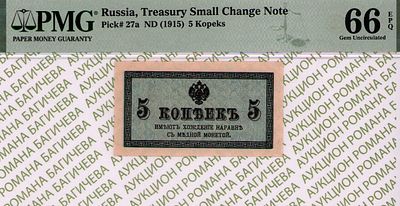 PMG
PAPER MONEY GUARANTY
Russia, Treasury Small Change Note
Pick# 27a ND (1915) 5 Kopeks
66 EPQ
Gem Uncirculated
5 КОПѢЕКЪ 5
ИМѢЮТЪ ХОЖДЕНІЕ НАРАВНѢ
СЪ МѢДНОЙ МОНЕТОЙ.
АУКЦИОН РОМАНА БАГИЧЕВА